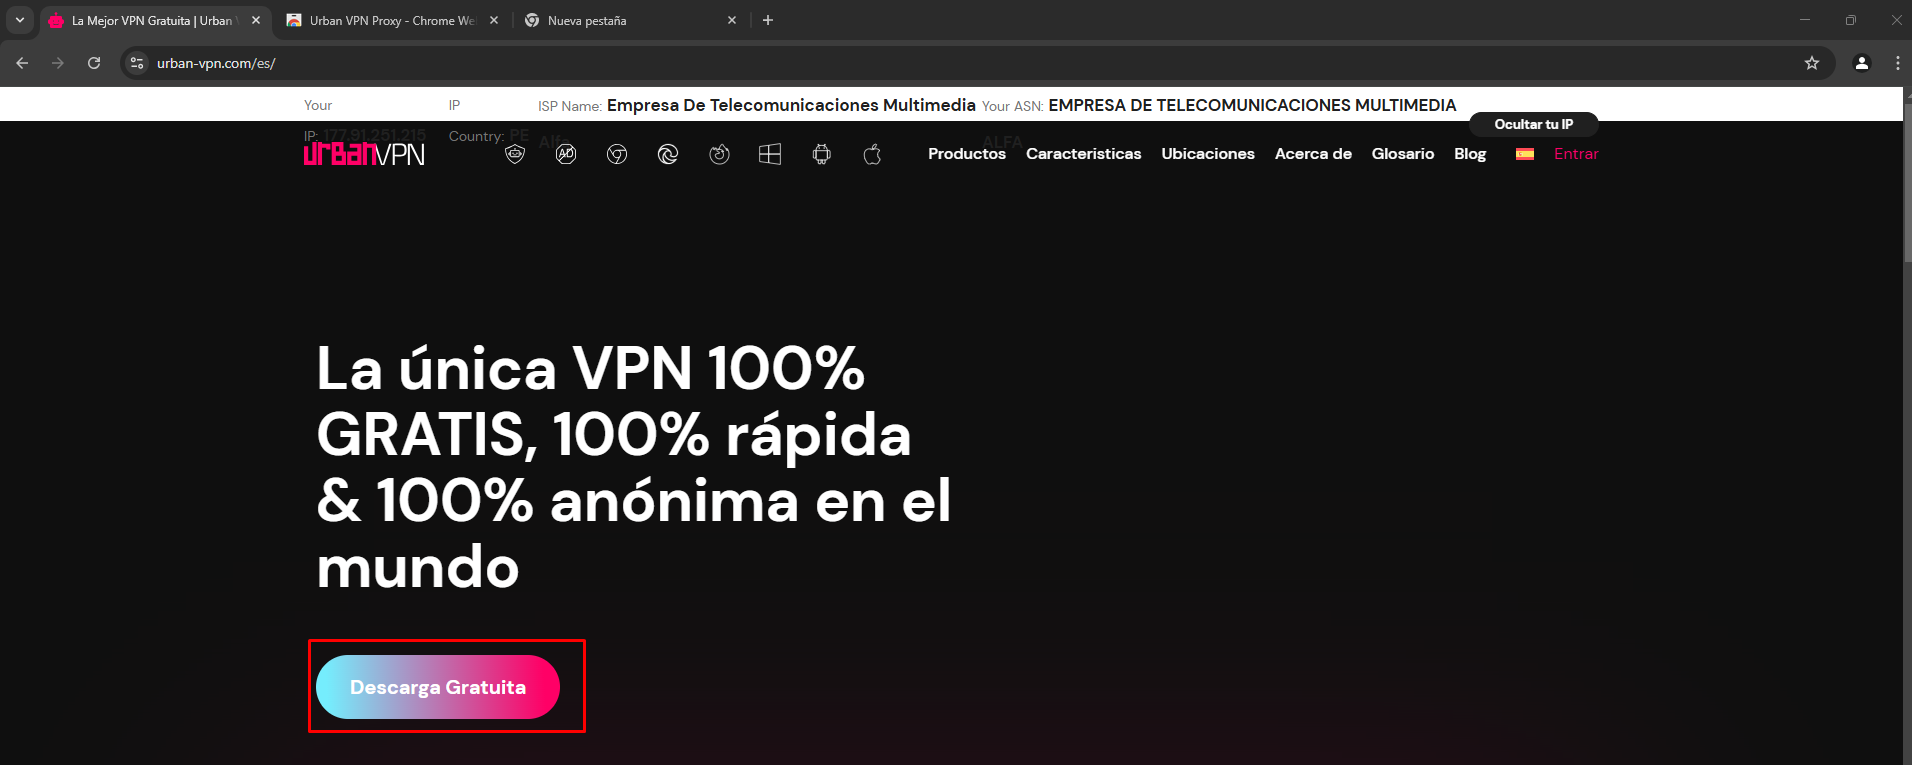 La Mejor VPN Gratuita | Urban V
Urban VPN Proxy - Chrome We
Nueva pestaña
urban-vpn.com/es/
Your IP ISP Name: Empresa De Telecomunicaciones Multimedia Your ASN: EMPRESA DE TELECOMUNICACIONES MULTIMEDIA
Ocultar tu IP
IP: 177.91.251.215 Country: PE Alfa ALFA
urbanVPN AD Productos Caracteristicas Ubicaciones Acerca de Glosario Blog Entrar
La única VPN 100%
GRATIS, 100% rápida
& 100% anónima en el
mundo
Descarga Gratuita